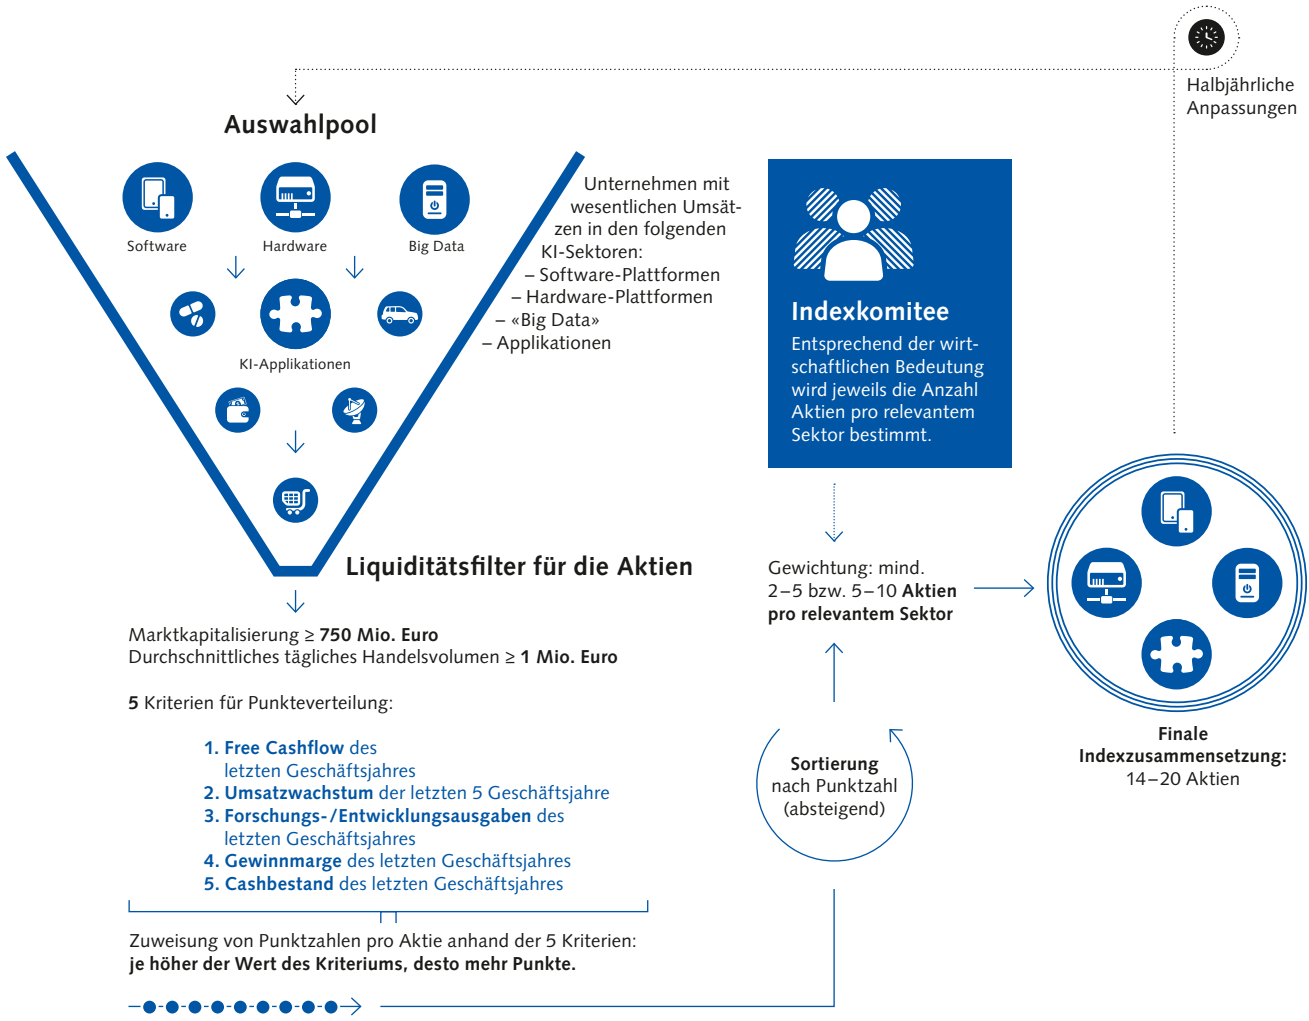 Halbjährliche
Anpassungen
Auswahlpool
Software
Hardware
Big Data
KI-Applikationen
Unternehmen mit
wesentlichen Umsät-
zen in den folgenden
KI-Sektoren:
– Software-Plattformen
– Hardware-Plattformen
– «Big Data»
– Applikationen
Liquiditätsfilter für die Aktien
Marktkapitalisierung ≥ 750 Mio. Euro
Durchschnittliches tägliches Handelsvolumen ≥ 1 Mio. Euro
5 Kriterien für Punkteverteilung:
1. Free Cashflow des
letzten Geschäftsjahres
2. Umsatzwachstum der letzten 5 Geschäftsjahre
3. Forschungs-/Entwicklungsausgaben des
letzten Geschäftsjahres
4. Gewinnmarge des letzten Geschäftsjahres
5. Cashbestand des letzten Geschäftsjahres
Zuweisung von Punktzahlen pro Aktie anhand der 5 Kriterien:
je höher der Wert des Kriteriums, desto mehr Punkte.
Sortierung
nach Punktzahl
(absteigend)
Indexkomitee
Entsprechend der wirt-
schaftlichen Bedeutung
wird jeweils die Anzahl
Aktien pro relevantem
Sektor bestimmt.
Gewichtung: mind.
2–5 bzw. 5–10 Aktien
pro relevantem Sektor
Finale
Indexzusammensetzung:
14–20 Aktien